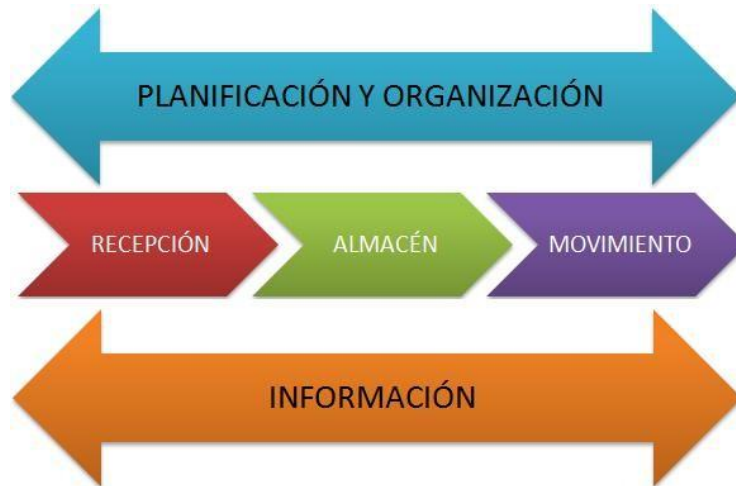 PLANIFICACIÓN Y ORGANIZACIÓN
RECEPCIÓN
ALMACÉN
MOVIMIENTO
INFORMACIÓN